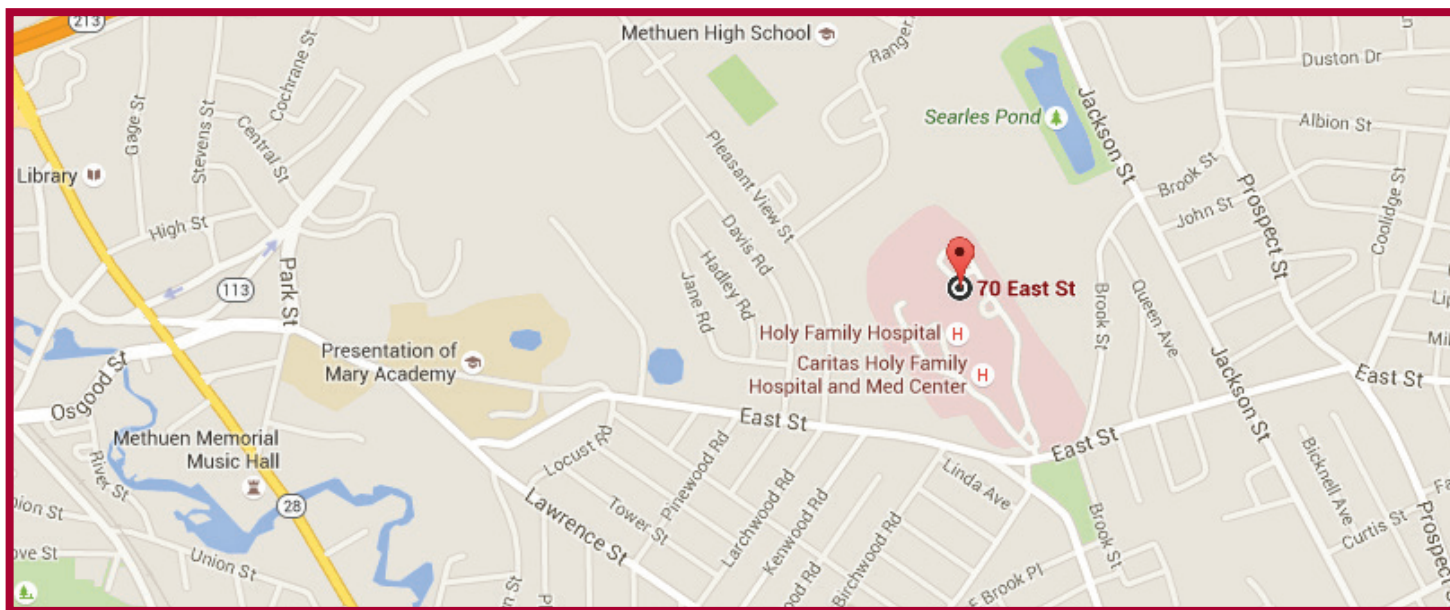 213
Methuen High School
Ranger
Duston Dr
Cochrane St
Gage St
Stevens St
Central St
Searles Pond
Jackson St
Albion St
Library
Pleasant View St
Brook St
Prospect St
Coolidge St
John St
High St
Davis Rd
Hadley Rd
Jane Rd
Park St
113
70 East St
Brook St
Queen Ave
Holy Family Hospital H
Caritas Holy Family
Hospital and Med Center H
Presentation of
Mary Academy
Osgood St
Jackson St
East St
East St
East St
Methuen Memorial
Music Hall
River St
28
Locust Rd
Pinewood Rd
Tower St
Lawrence St
Larchwood Rd
Kenwood Rd
Birchwood Rd
Linda Ave
Brook St
Bicknell Ave
Curtis St
Prospect
Union St
E Brook Pl